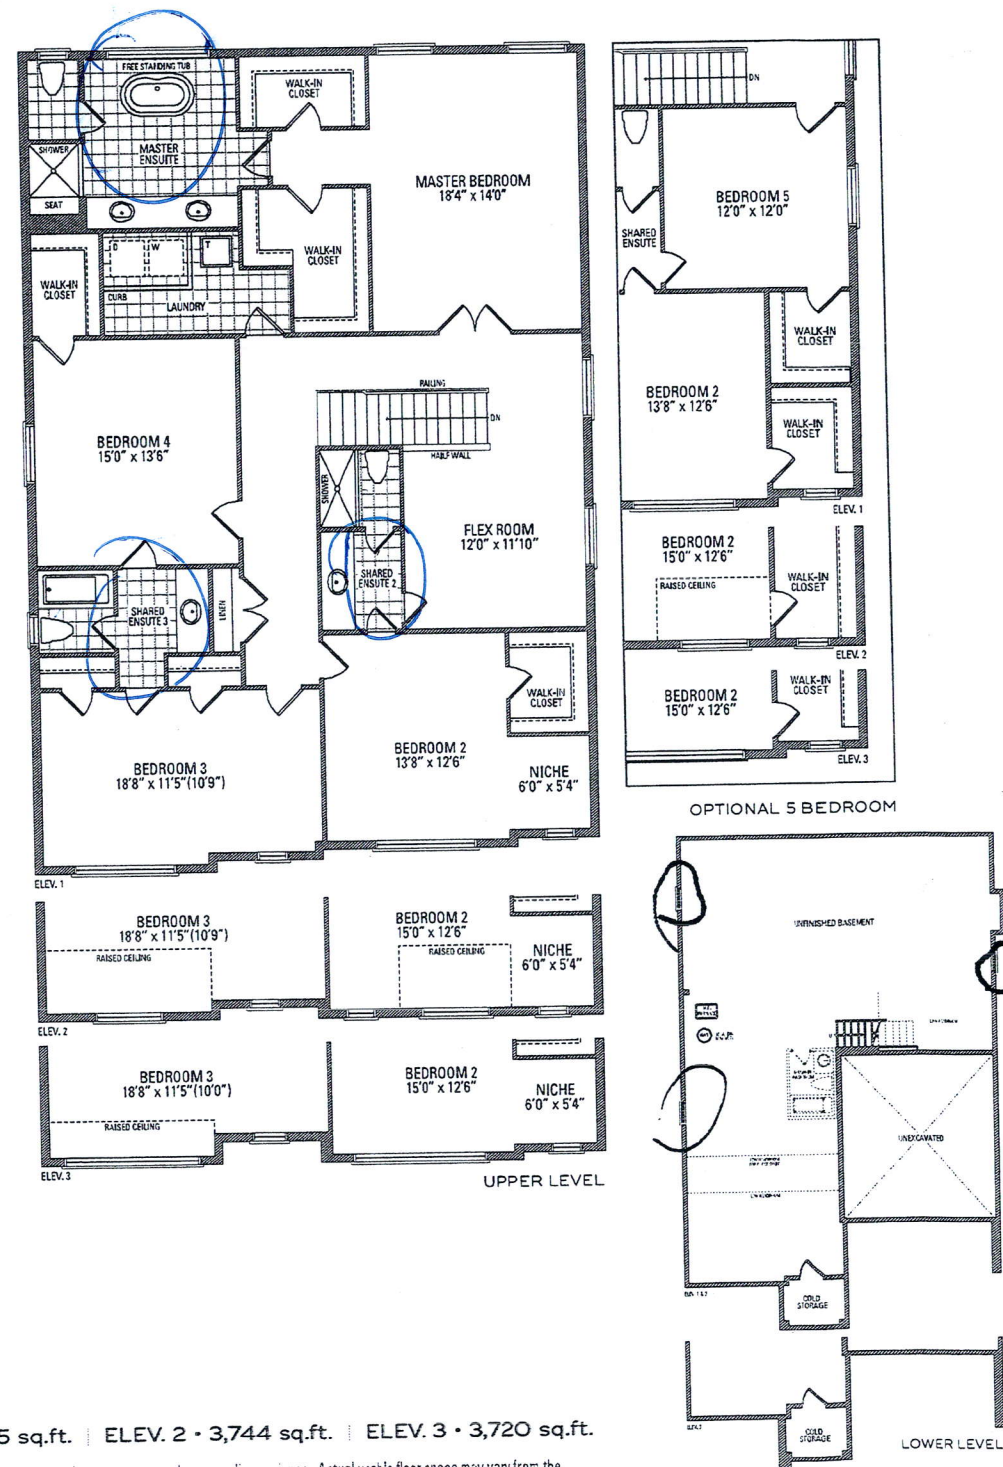 FREE STANDING TUB
WALK-IN
CLOSET
SHOWER
MASTER
ENSUITE
SEAT
MASTER BEDROOM
18'4" x 14'0"
D
W
T
WALK-IN
CLOSET
WALK-IN
CLOSET
CURB
LAUNDRY
RAILING
DN
HALF WALL
BEDROOM 4
15'0" x 13'6"
SHOWER
FLEX ROOM
12'0" x 11'10"
SHARED
ENSUITE 2
SHARED
ENSUITE 3
LINEN
WALK-IN
CLOSET
BEDROOM 3
18'8" x 11'5"(10'9")
BEDROOM 2
13'8" x 12'6"
NICHE
6'0" x 5'4"
ELEV. 1
BEDROOM 3
18'8" x 11'5"(10'9")
RAISED CEILING
BEDROOM 2
15'0" x 12'6"
RAISED CEILING
NICHE
6'0" x 5'4"
ELEV. 2
BEDROOM 3
18'8" x 11'5"(10'0")
RAISED CEILING
BEDROOM 2
15'0" x 12'6"
NICHE
6'0" x 5'4"
ELEV. 3
UPPER LEVEL
DN
BEDROOM 5
12'0" x 12'0"
SHARED
ENSUITE
WALK-IN
CLOSET
BEDROOM 2
13'8" x 12'6"
WALK-IN
CLOSET
ELEV. 1
BEDROOM 2
15'0" x 12'6"
RAISED CEILING
WALK-IN
CLOSET
ELEV. 2
BEDROOM 2
15'0" x 12'6"
WALK-IN
CLOSET
ELEV. 3
OPTIONAL 5 BEDROOM
UNFINISHED BASEMENT
UNEXCAVATED
COLD
STORAGE
COLD
STORAGE
LOWER LEVEL
5 sq.ft. | ELEV. 2 • 3,744 sq.ft. | ELEV. 3 • 3,720 sq.ft.
Actual usable floor space may vary from the